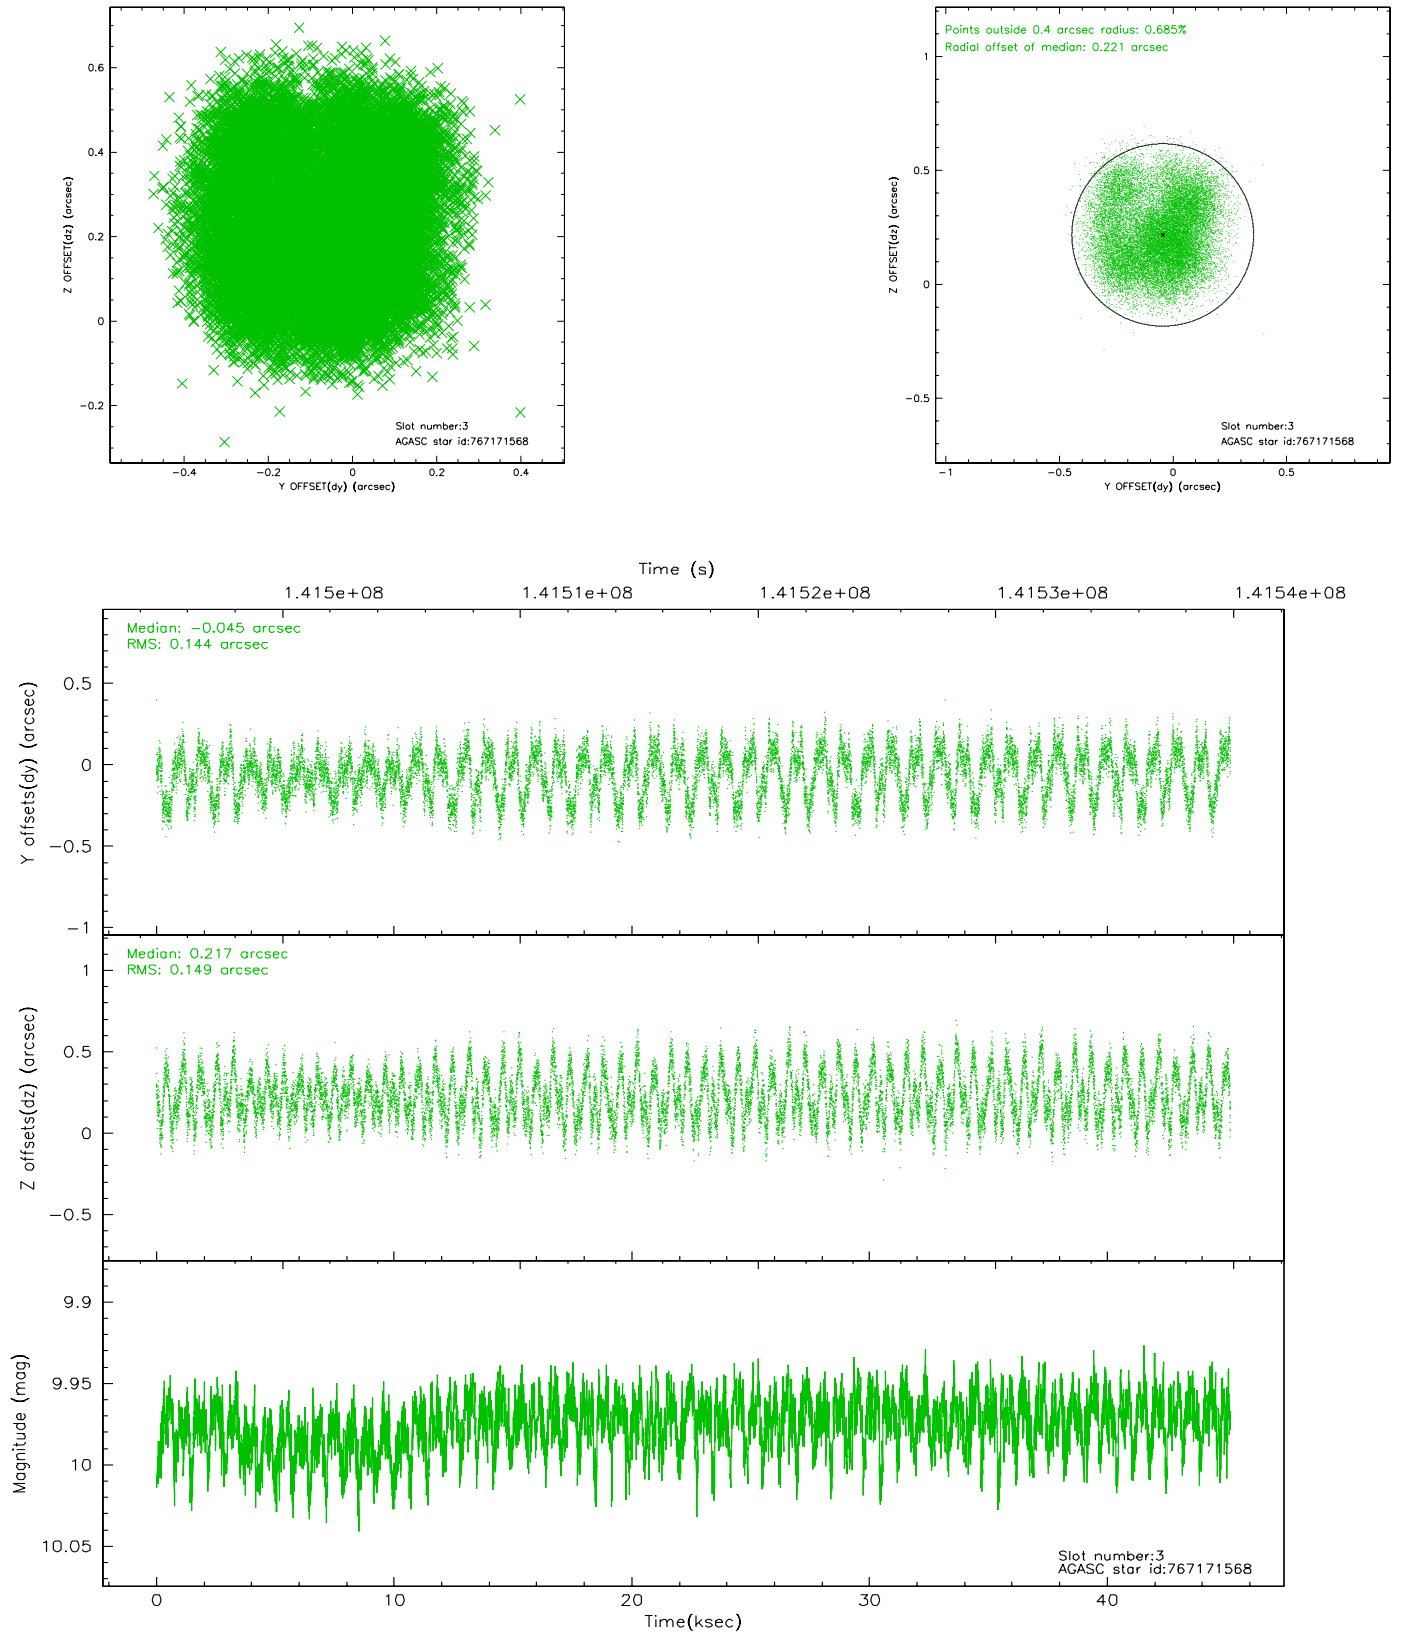 0.6
0.4
0.2
0
−0.2
Z OFFSET(dz) (arcsec)
−0.4
−0.2
0
0.2
0.4
Y OFFSET(dy) (arcsec)
Slot number:3
AGASC star id:767171568
Points outside 0.4 arcsec radius: 0.685%
Radial offset of median: 0.221 arcsec
1
0.5
0
−0.5
Z OFFSET(dz) (arcsec)
−1
−0.5
0
0.5
Y OFFSET(dy) (arcsec)
Slot number:3
AGASC star id:767171568
Time (s)
1.415e+08
1.4151e+08
1.4152e+08
1.4153e+08
1.4154e+08
Median: −0.045 arcsec
RMS: 0.144 arcsec
0.5
0
−0.5
−1
Y offsets(dy) (arcsec)
Median: 0.217 arcsec
RMS: 0.149 arcsec
1
0.5
0
−0.5
Z offsets(dz) (arcsec)
9.9
9.95
10
10.05
Magnitude (mag)
Slot number:3
AGASC star id:767171568
0
10
20
30
40
Time(ksec)